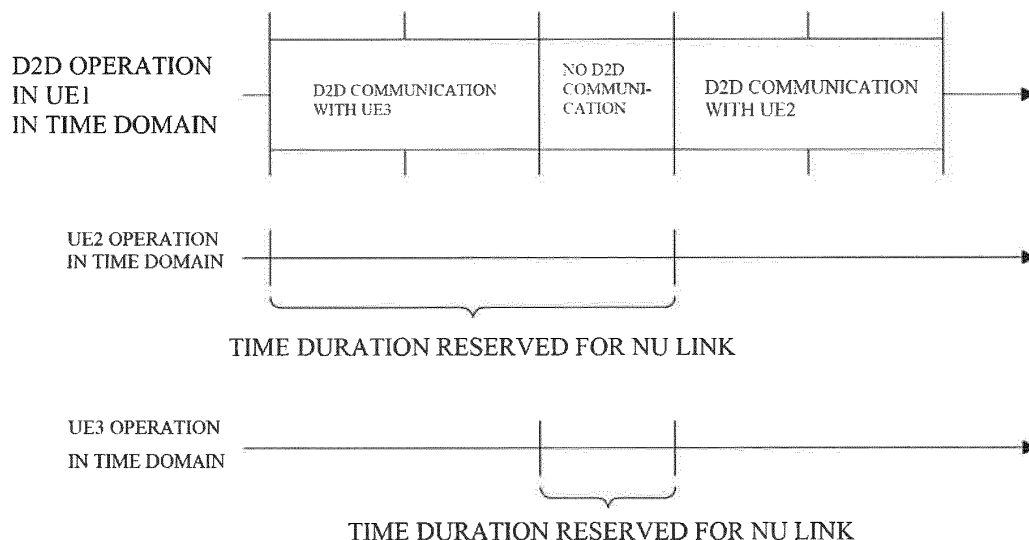 D2D OPERATION
IN UE1
IN TIME DOMAIN
D2D COMMUNICATION
WITH UE3
NO D2D
COMMUNI-
CATION
D2D COMMUNICATION
WITH UE2
UE2 OPERATION
IN TIME DOMAIN
TIME DURATION RESERVED FOR NU LINK
UE3 OPERATION
IN TIME DOMAIN
TIME DURATION RESERVED FOR NU LINK